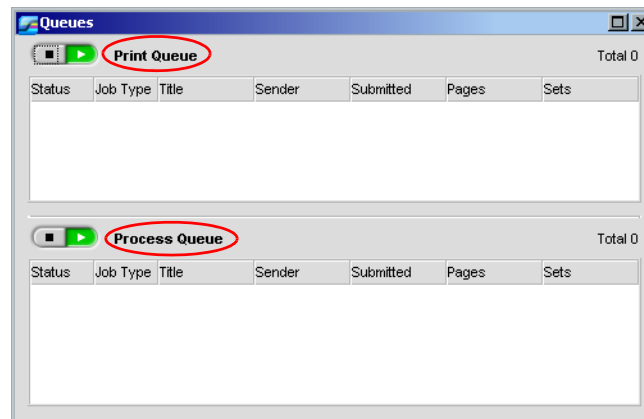 Queues
Print Queue Total 0
Status Job Type Title Sender Submitted Pages Sets
Process Queue Total 0
Status Job Type Title Sender Submitted Pages Sets